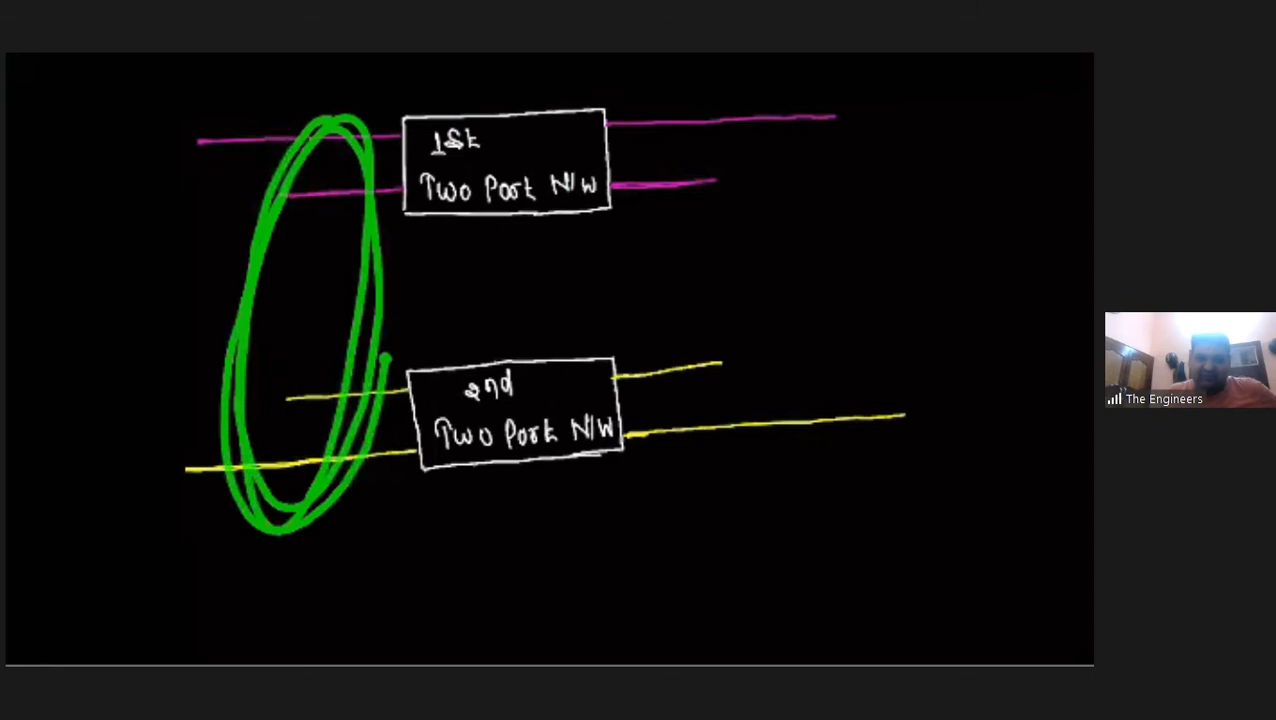 1st
Two Port N/W
2nd
Two Port N/W
The Engineers